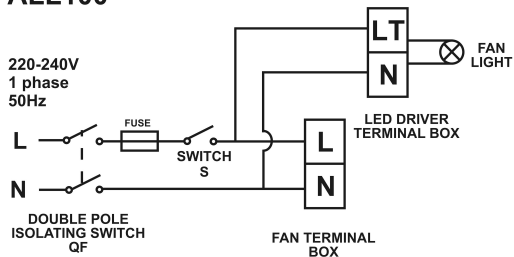 220-240V
1 phase
50Hz
LT
N
FAN
LIGHT
LED DRIVER
TERMINAL BOX
L
FUSE
SWITCH
S
L
N
N
DOUBLE POLE
ISOLATING SWITCH
QF
FAN TERMINAL
BOX